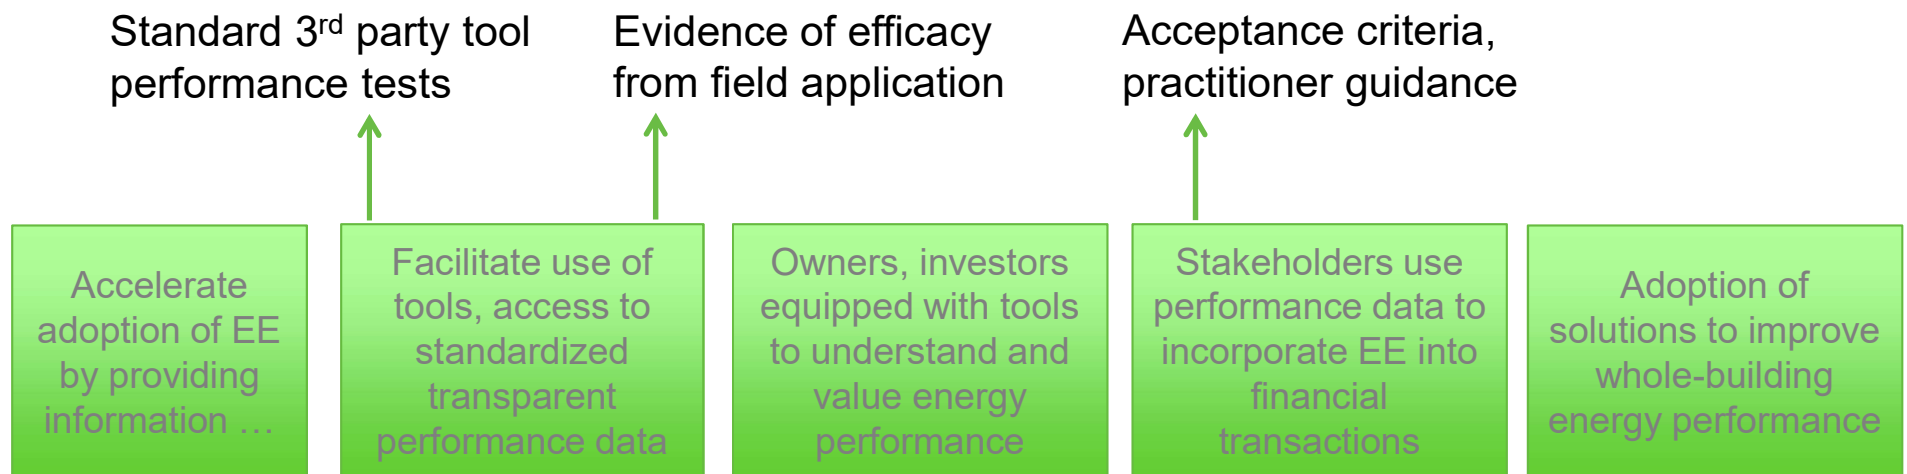 Standard 3rd party tool
performance tests
Evidence of efficacy
from field application
Acceptance criteria,
practitioner guidance
Accelerate
adoption of EE
by providing
information …
Facilitate use of
tools, access to
standardized
transparent
performance data
Owners, investors
equipped with tools
to understand and
value energy
performance
Stakeholders use
performance data to
incorporate EE into
financial
transactions
Adoption of
solutions to improve
whole-building
energy performance